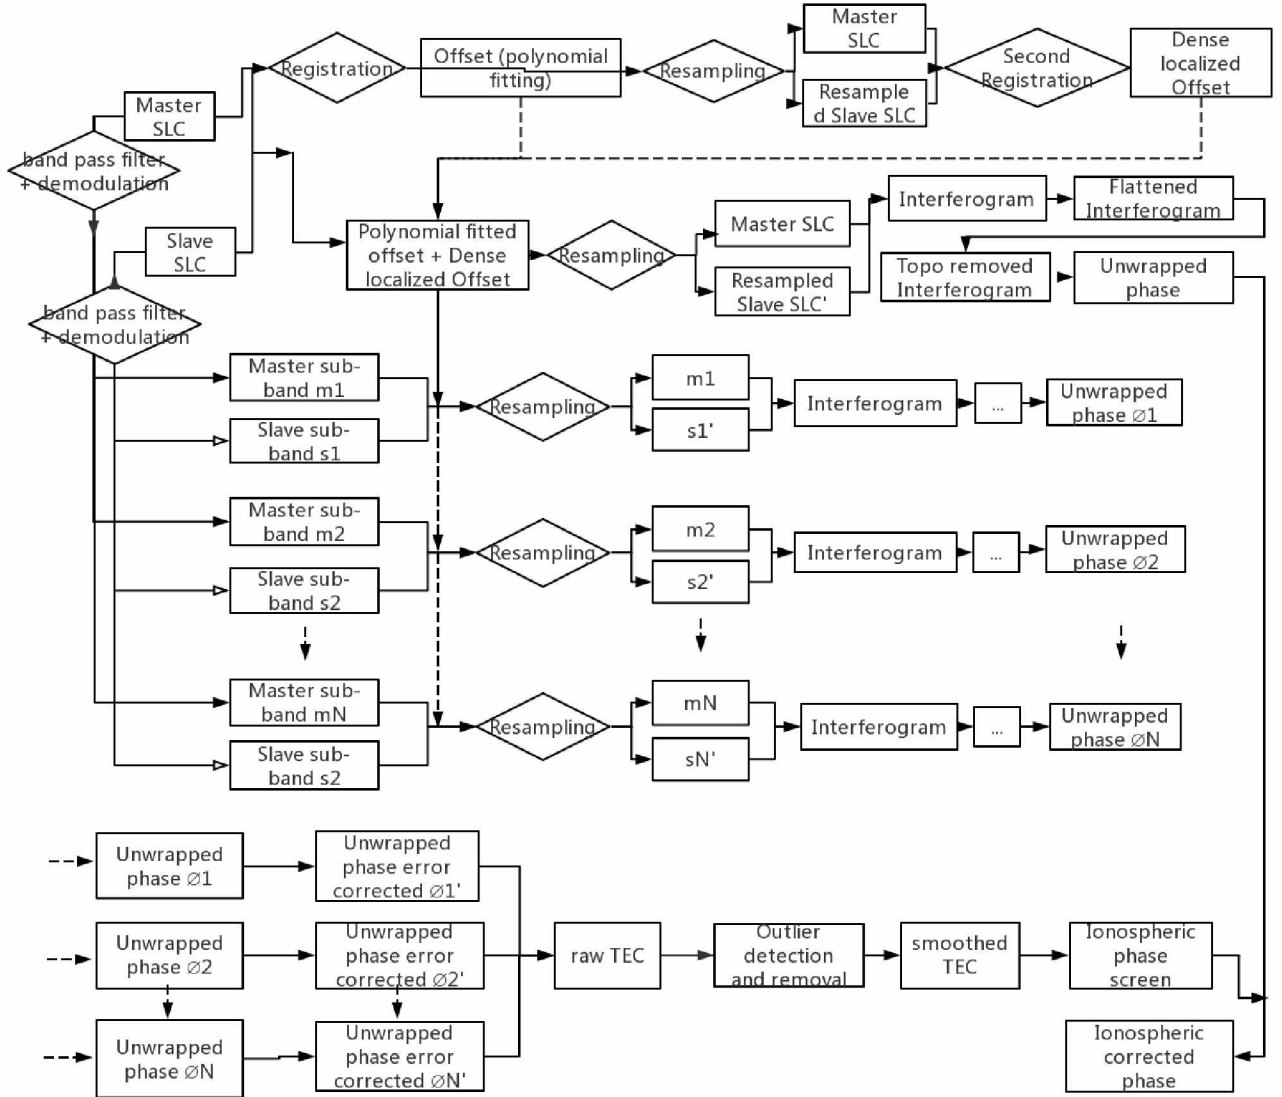 Registration
Offset (polynomial
fitting)
Resampling
Master
SLC
Resample
d Slave SLC
Second
Registration
Dense
localized
Offset
Master
SLC
band pass filter
+ demodulation
Slave
SLC
band pass filter
+ demodulation
Polynomial fitted
offset + Dense
localized Offset
Resampling
Master SLC
Resampled
Slave SLC'
Interferogram
Flattened
Interferogram
Topo removed
Interferogram
Unwrapped
phase
Master sub-
band m1
Slave sub-
band s1
Resampling
m1
s1'
Interferogram
...
Unwrapped
phase ∅1
Master sub-
band m2
Slave sub-
band s2
Resampling
m2
s2'
Interferogram
...
Unwrapped
phase ∅2
Master sub-
band mN
Slave sub-
band s2
Resampling
mN
sN'
Interferogram
...
Unwrapped
phase ∅N
Unwrapped
phase ∅1
Unwrapped
phase error
corrected ∅1'
Unwrapped
phase ∅2
Unwrapped
phase error
corrected ∅2'
raw TEC
Outlier
detection
and removal
smoothed
TEC
Ionospheric
phase
screen
Unwrapped
phase ∅N
Unwrapped
phase error
corrected ∅N'
Ionospheric
corrected
phase